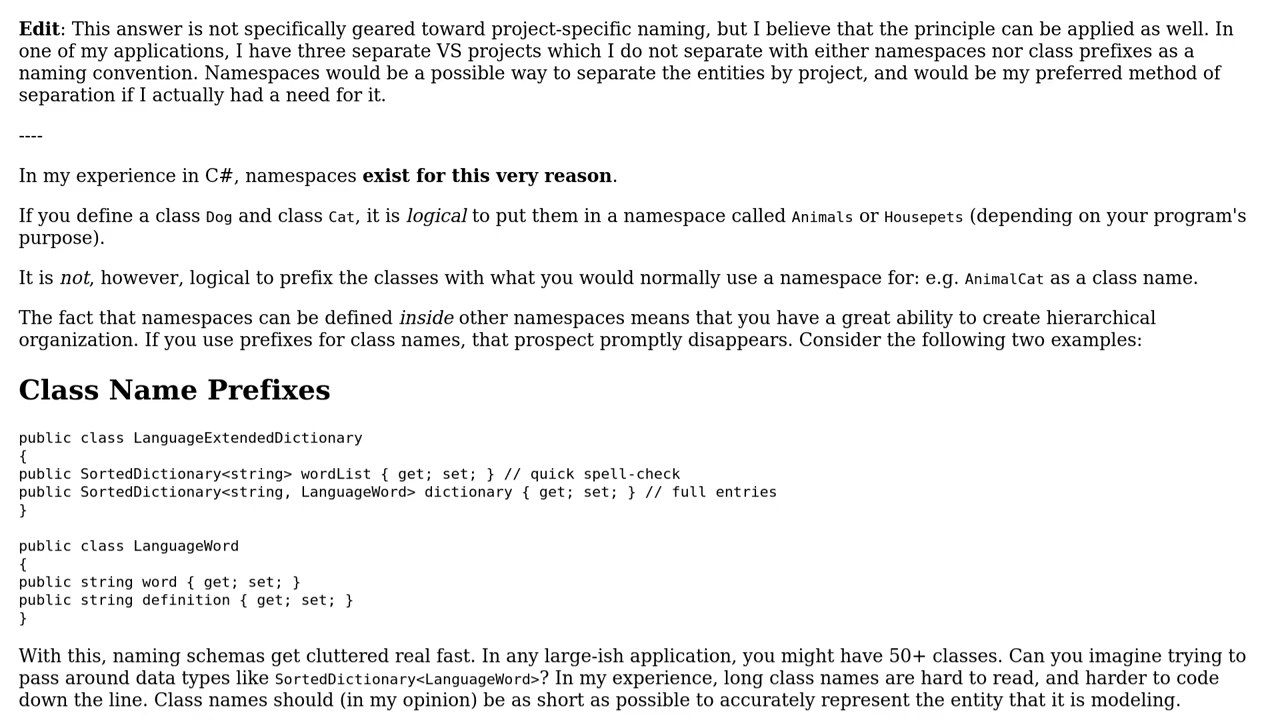 Edit: This answer is not specifically geared toward project-specific naming, but I believe that the principle can be applied as well. In
one of my applications, I have three separate VS projects which I do not separate with either namespaces nor class prefixes as a
naming convention. Namespaces would be a possible way to separate the entities by project, and would be my preferred method of
separation if I actually had a need for it.
----
In my experience in C#, namespaces exist for this very reason.
If you define a class Dog and class Cat, it is logical to put them in a namespace called Animals or Housepets (depending on your program's
purpose).
It is not, however, logical to prefix the classes with what you would normally use a namespace for: e.g. AnimalCat as a class name.
The fact that namespaces can be defined inside other namespaces means that you have a great ability to create hierarchical
organization. If you use prefixes for class names, that prospect promptly disappears. Consider the following two examples:
Class Name Prefixes
public class LanguageExtendedDictionary
{
public SortedDictionary<string> wordList { get; set; } // quick spell-check
public SortedDictionary<string, LanguageWord> dictionary { get; set; } // full entries
}
public class LanguageWord
{
public string word { get; set; }
public string definition { get; set; }
}
With this, naming schemas get cluttered real fast. In any large-ish application, you might have 50+ classes. Can you imagine trying to
pass around data types like SortedDictionary<LanguageWord>? In my experience, long class names are hard to read, and harder to code
down the line. Class names should (in my opinion) be as short as possible to accurately represent the entity that it is modeling.